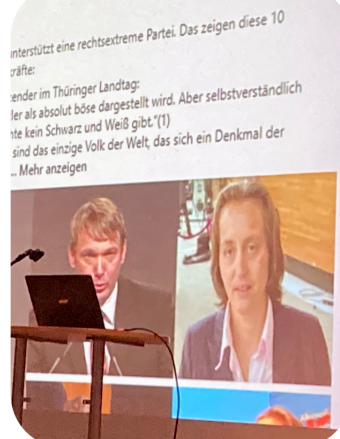 unterstützt eine rechtsextreme Partei. Das zeigen diese 10
kräfte:
ender im Thüringer Landtag:
ler als absolut böse dargestellt wird. Aber selbstverständlich
hte kein Schwarz und Weiß gibt."(1)
sind das einzige Volk der Welt, das sich ein Denkmal der
... Mehr anzeigen